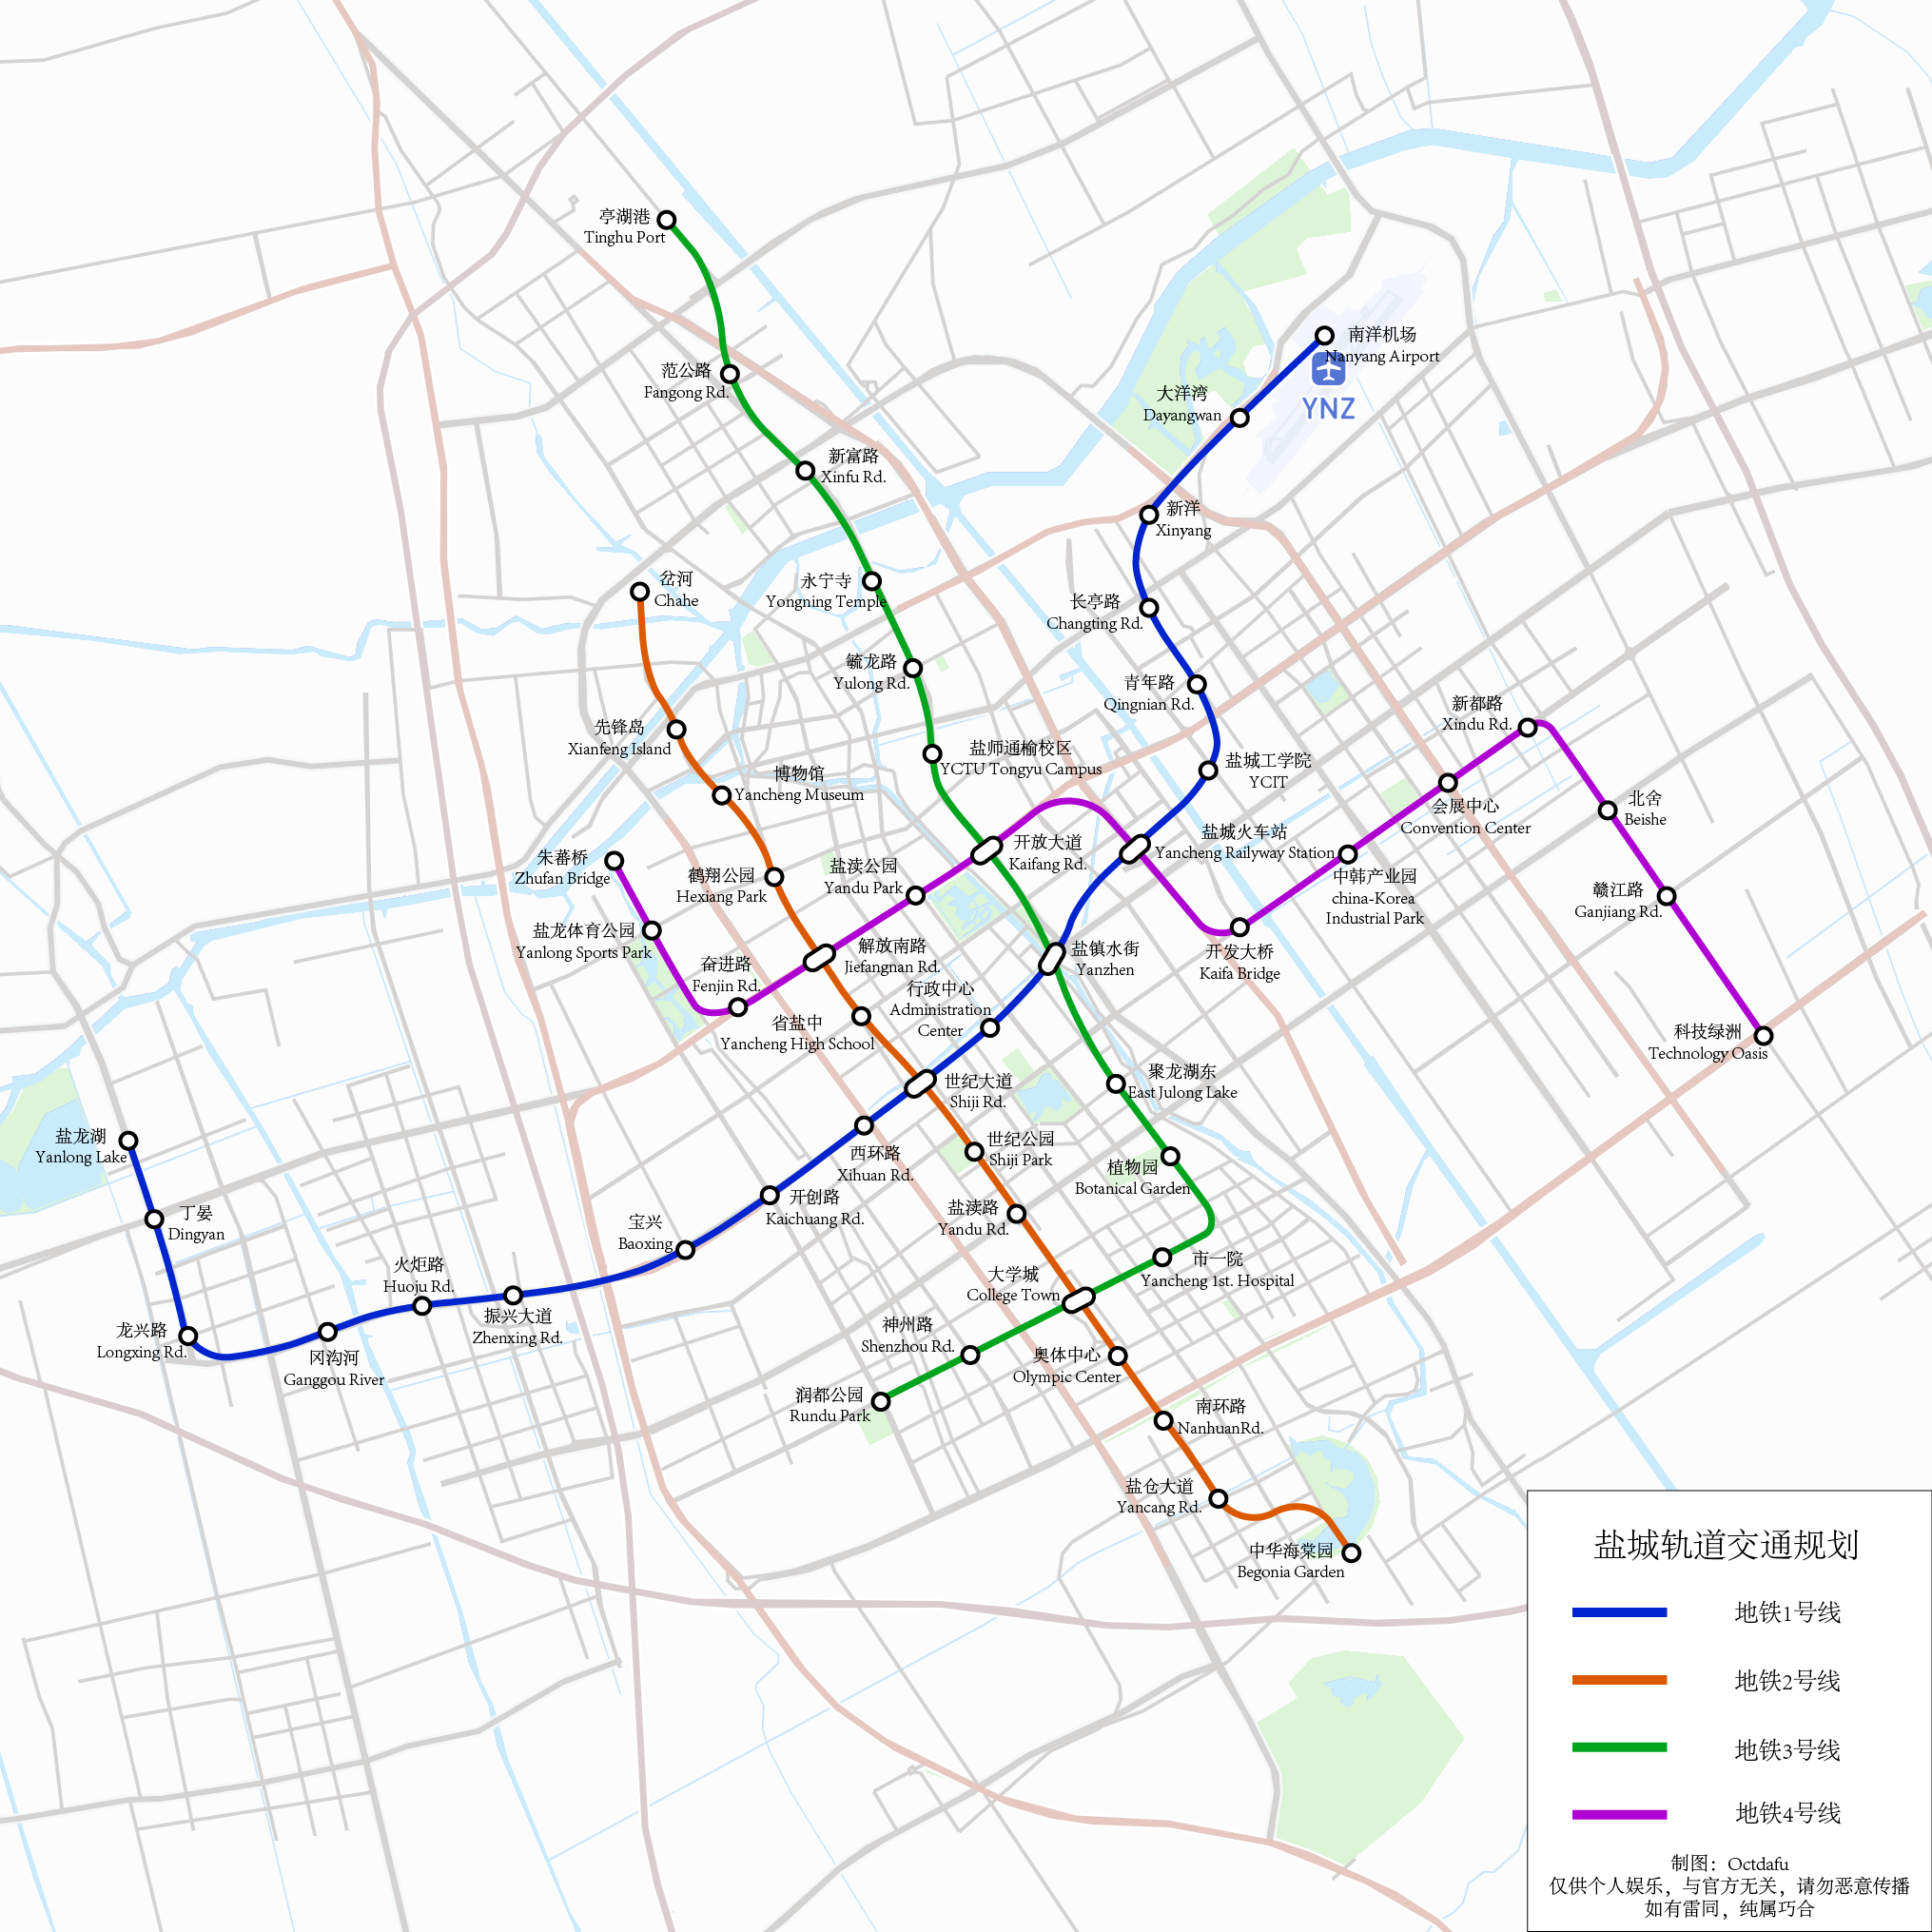 亭湖港
Tinghu Port
南洋机场
Nanyang Airport
YNZ
范公路
Fangong Rd.
大洋湾
Dayangwan
新富路
Xinfu Rd.
新洋
Xinyang
岔河
Chahe
永宁寺
Yongning Temple
长亭路
Changting Rd.
毓龙路
Yulong Rd.
青年路
Qingnian Rd.
新都路
Xindu Rd.
先锋岛
Xianfeng Island
盐师通榆校区
YCTU Tongyu Campus
盐城工学院
YCIT
博物馆
Yancheng Museum
会展中心
Convention Center
北舍
Beishe
朱蕃桥
Zhufan Bridge
鹤翔公园
Hexiang Park
盐渎公园
Yandu Park
开放大道
Kaifang Rd.
盐城火车站
Yancheng Railyway Station
中韩产业园
china-Korea
Industrial Park
赣江路
Ganjiang Rd.
盐龙体育公园
Yanlong Sports Park
奋进路
Fenjin Rd.
解放南路
Jiefangnan Rd.
盐镇水街
Yanzhen
开发大桥
Kaifa Bridge
行政中心
Administration
Center
省盐中
Yancheng High School
科技绿洲
Technology Oasis
世纪大道
Shiji Rd.
聚龙湖东
East Julong Lake
盐龙湖
Yanlong Lake
西环路
Xihuan Rd.
世纪公园
Shiji Park
植物园
Botanical Garden
丁晏
Dingyan
宝兴
Baoxing
开创路
Kaichuang Rd.
盐渎路
Yandu Rd.
火炬路
Huoju Rd.
大学城
College Town
市一院
Yancheng 1st. Hospital
龙兴路
Longxing Rd.
冈沟河
Ganggou River
振兴大道
Zhenxing Rd.
神州路
Shenzhou Rd.
奥体中心
Olympic Center
润都公园
Rundu Park
南环路
NanhuanRd.
盐仓大道
Yancang Rd.
中华海棠园
Begonia Garden
盐城轨道交通规划
地铁1号线
地铁2号线
地铁3号线
地铁4号线
制图：Octdafu
仅供个人娱乐，与官方无关，请勿恶意传播
如有雷同，纯属巧合